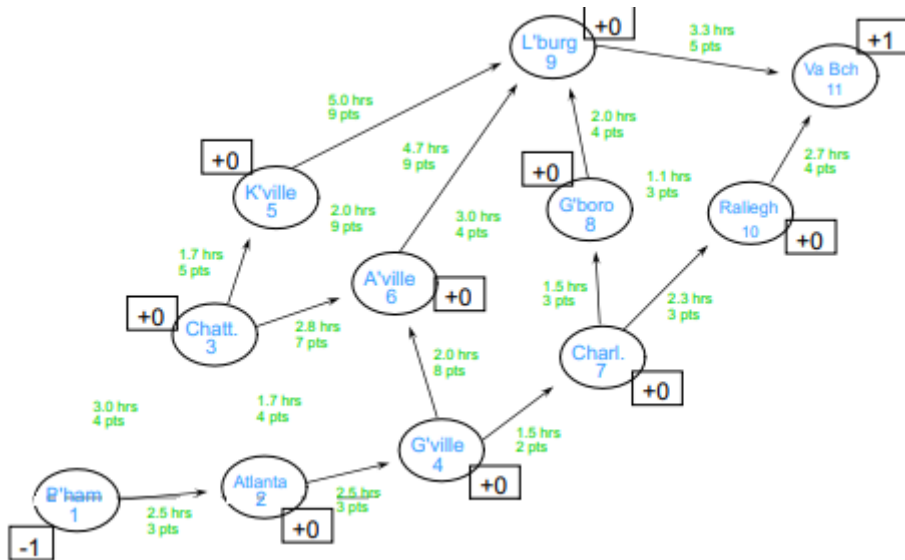 +0
L'burg
9
3.3 hrs
5 pts
+1
Va Bch
11
5.0 hrs
9 pts
4.7 hrs
9 pts
2.0 hrs
4 pts
2.7 hrs
4 pts
+0
K'ville
5
2.0 hrs
9 pts
3.0 hrs
4 pts
+0
G'boro
8
1.1 hrs
3 pts
Raliegh
10
+0
1.7 hrs
5 pts
A'ville
6
+0
1.5 hrs
3 pts
2.3 hrs
3 pts
+0
Chatt.
3
2.8 hrs
7 pts
2.0 hrs
8 pts
Charl.
7
+0
3.0 hrs
4 pts
1.7 hrs
4 pts
G'ville
4
+0
1.5 hrs
2 pts
B'ham
1
-1
2.5 hrs
3 pts
Atlanta
2
+0
2.5 hrs
3 pts